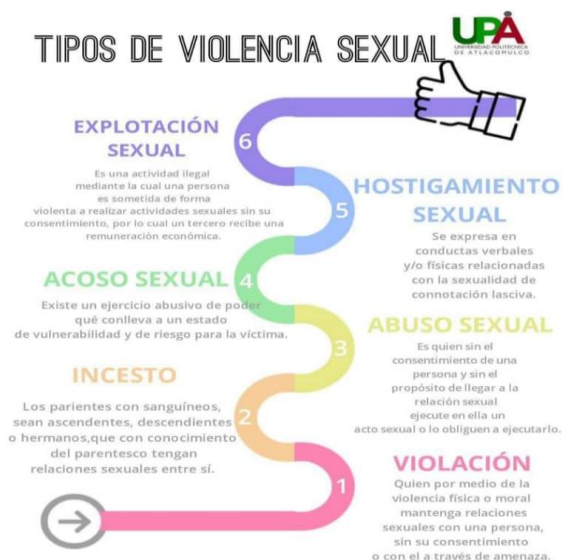 TIPOS DE VIOLENCIA SEXUAL
UPA
UNIVERSIDAD POLITÉCNICA
DE ATLACOMULCO
EXPLOTACIÓN
SEXUAL
6
Es una actividad ilegal
mediante la cual una persona
es sometida de forma
violenta a realizar actividades sexuales sin su
consentimiento, por lo cual un tercero recibe una
remuneración económica.
HOSTIGAMIENTO
SEXUAL
5
Se expresa en
conductas verbales
y/o físicas relacionadas
con la sexualidad de
connotación lasciva.
ACOSO SEXUAL
4
Existe un ejercicio abusivo de poder
qué conlleva a un estado
de vulnerabilidad y de riesgo para la víctima.
ABUSO SEXUAL
3
Es quien sin el
consentimiento de una
persona y sin el
propósito de llegar a la
relación sexual
ejecute en ella un
acto sexual o lo obliguen a ejecutarlo.
INCESTO
2
Los parientes con sanguíneos,
sean ascendentes, descendientes
o hermanos,que con conocimiento
del parentesco tengan
relaciones sexuales entre sí.
VIOLACIÓN
1
Quien por medio de la
violencia física o moral
mantenga relaciones
sexuales con una persona,
sin su consentimiento
o con el a través de amenaza.